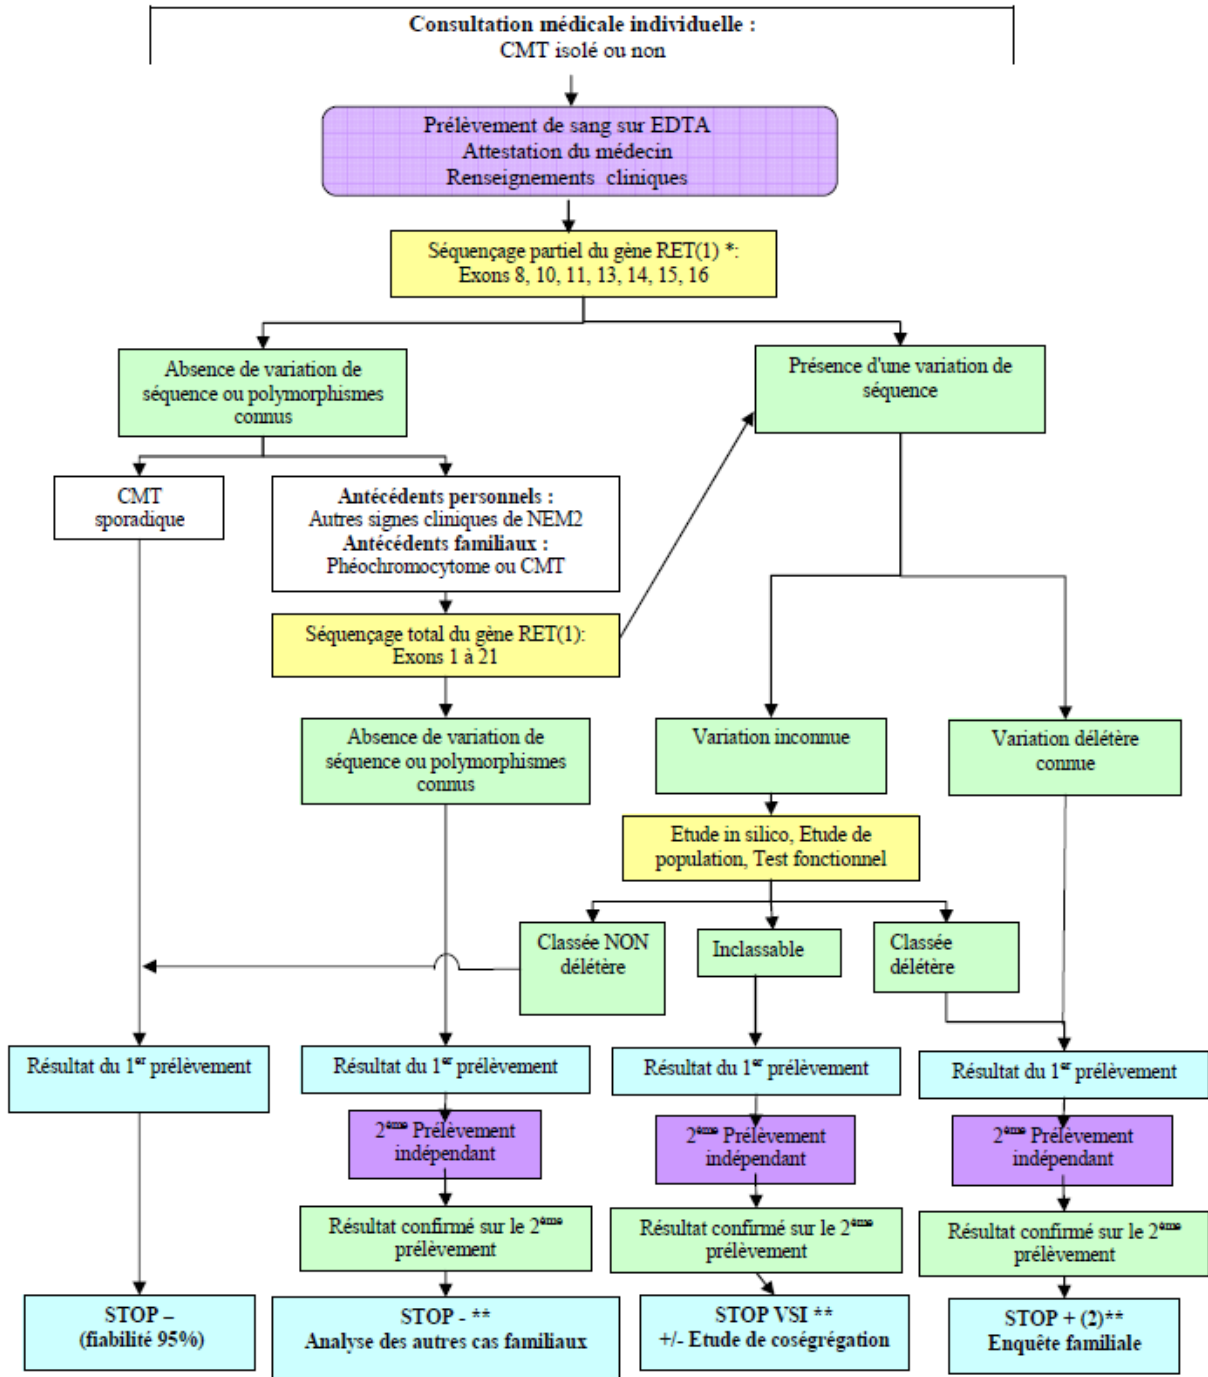 Consultation médicale individuelle :
CMT isolé ou non
Prélèvement de sang sur EDTA
Attestation du médecin
Renseignements cliniques
Séquençage partiel du gène RET(1) *:
Exons 8, 10, 11, 13, 14, 15, 16
Absence de variation de
séquence ou polymorphismes
connus
Présence d'une variation de
séquence
CMT
sporadique
Antécédents personnels :
Autres signes cliniques de NEM2
Antécédents familiaux :
Phéochromocytome ou CMT
Séquençage total du gène RET(1):
Exons 1 à 21
Absence de variation de
séquence ou polymorphismes
connus
Variation inconnue
Variation délétère
connue
Etude in silico, Etude de
population, Test fonctionnel
Classée NON
délétère
Inclassable
Classée
délétère
Résultat du 1er prélèvement
Résultat du 1er prélèvement
Résultat du 1er prélèvement
Résultat du 1er prélèvement
2ème Prélèvement
indépendant
2ème Prélèvement
indépendant
2ème Prélèvement
indépendant
Résultat confirmé sur le 2ème
prélèvement
Résultat confirmé sur le 2ème
prélèvement
Résultat confirmé sur le 2ème
prélèvement
STOP –
(fiabilité 95%)
STOP - **
Analyse des autres cas familiaux
STOP VSI **
+/- Etude de coségrégation
STOP + (2)**
Enquête familiale